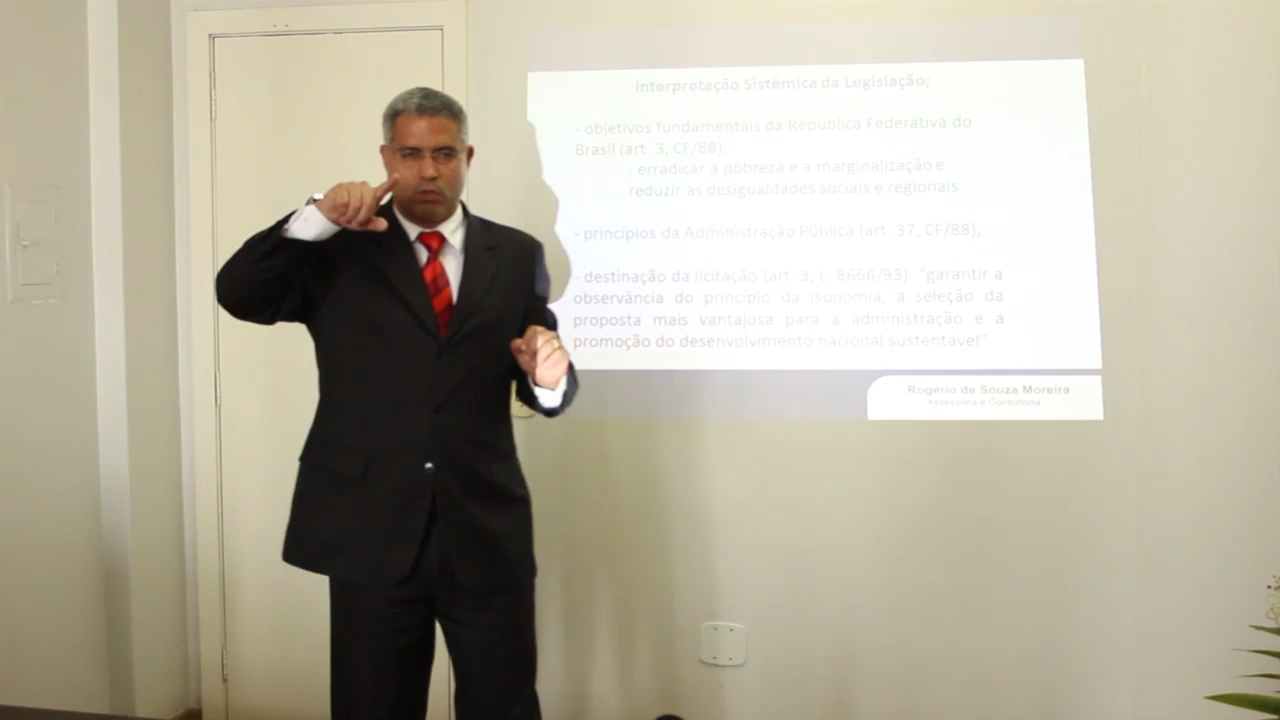 Interpretação Sistêmica da Legislação;
- objetivos fundamentais da República Federativa do
Brasil (art. 3, CF/88):
. erradicar a pobreza e a marginalização e
reduzir as desigualdades sociais e regionais
- princípios da Administração Pública (art. 37, CF/88);
- destinação da licitação (art. 3, L. 8666/93): "garantir a
observância do princípio da isonomia, a seleção da
proposta mais vantajosa para a administração e a
promoção do desenvolvimento nacional sustentável"
Rogério de Souza Moreira
Assessoria e Consultoria